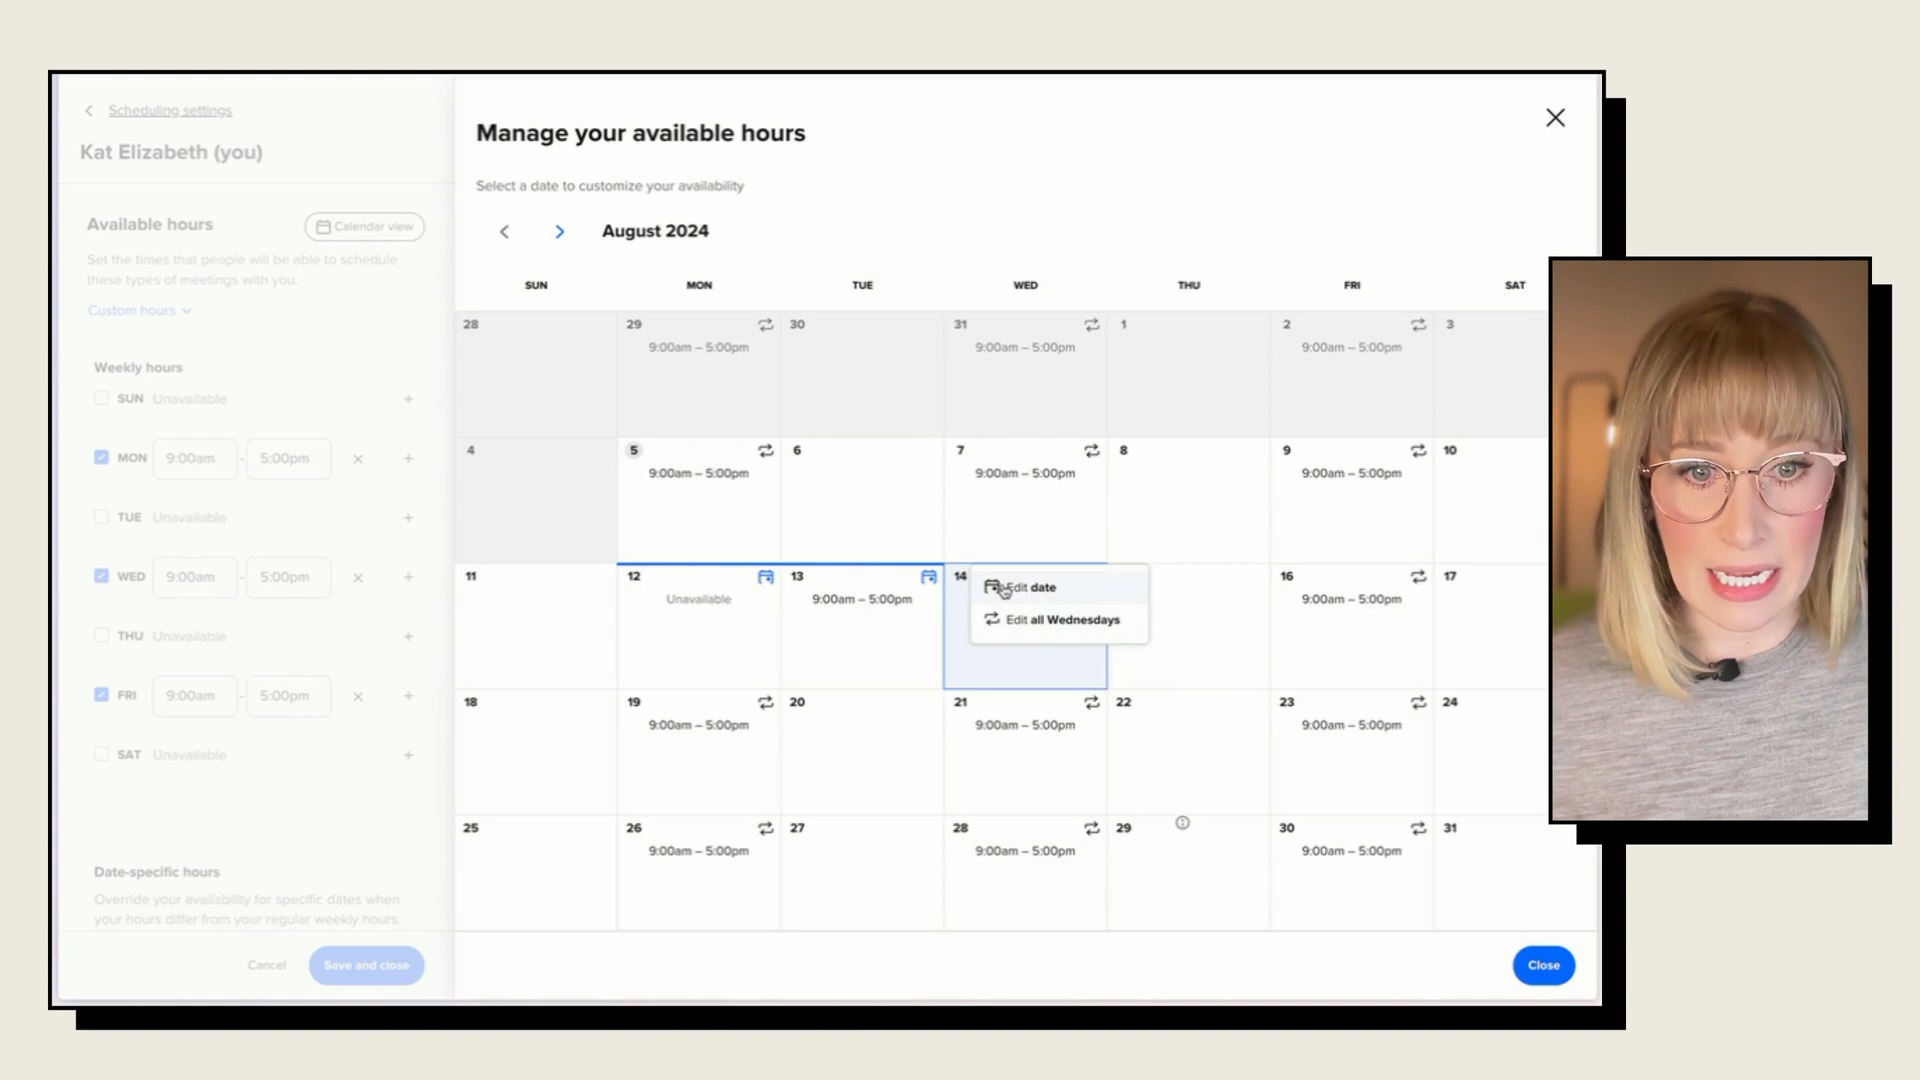 Scheduling settings
Kat Elizabeth (you)
Available hours
Calendar view
Set the times that people will be able to schedule
these types of meetings with you.
Custom hours
Weekly hours
SUN Unavailable +
MON 9:00am - 5:00pm × +
TUE Unavailable +
WED 9:00am - 5:00pm × +
THU Unavailable +
FRI 9:00am - 5:00pm × +
SAT Unavailable +
Date-specific hours
Override your availability for specific dates when
your hours differ from your regular weekly hours.
Cancel Save and close
Manage your available hours
Select a date to customize your availability
August 2024
SUN MON TUE WED THU FRI SAT
28 29 30 31 1 2 3
9:00am – 5:00pm 9:00am – 5:00pm 9:00am – 5:00pm
4 5 6 7 8 9 10
9:00am – 5:00pm 9:00am – 5:00pm 9:00am – 5:00pm
11 12 13 14 16 17
Edit date
Unavailable 9:00am – 5:00pm 9:00am – 5:00pm
Edit all Wednesdays
18 19 20 21 22 23 24
9:00am – 5:00pm 9:00am – 5:00pm 9:00am – 5:00pm
25 26 27 28 29 30 31
9:00am – 5:00pm 9:00am – 5:00pm 9:00am – 5:00pm
Close